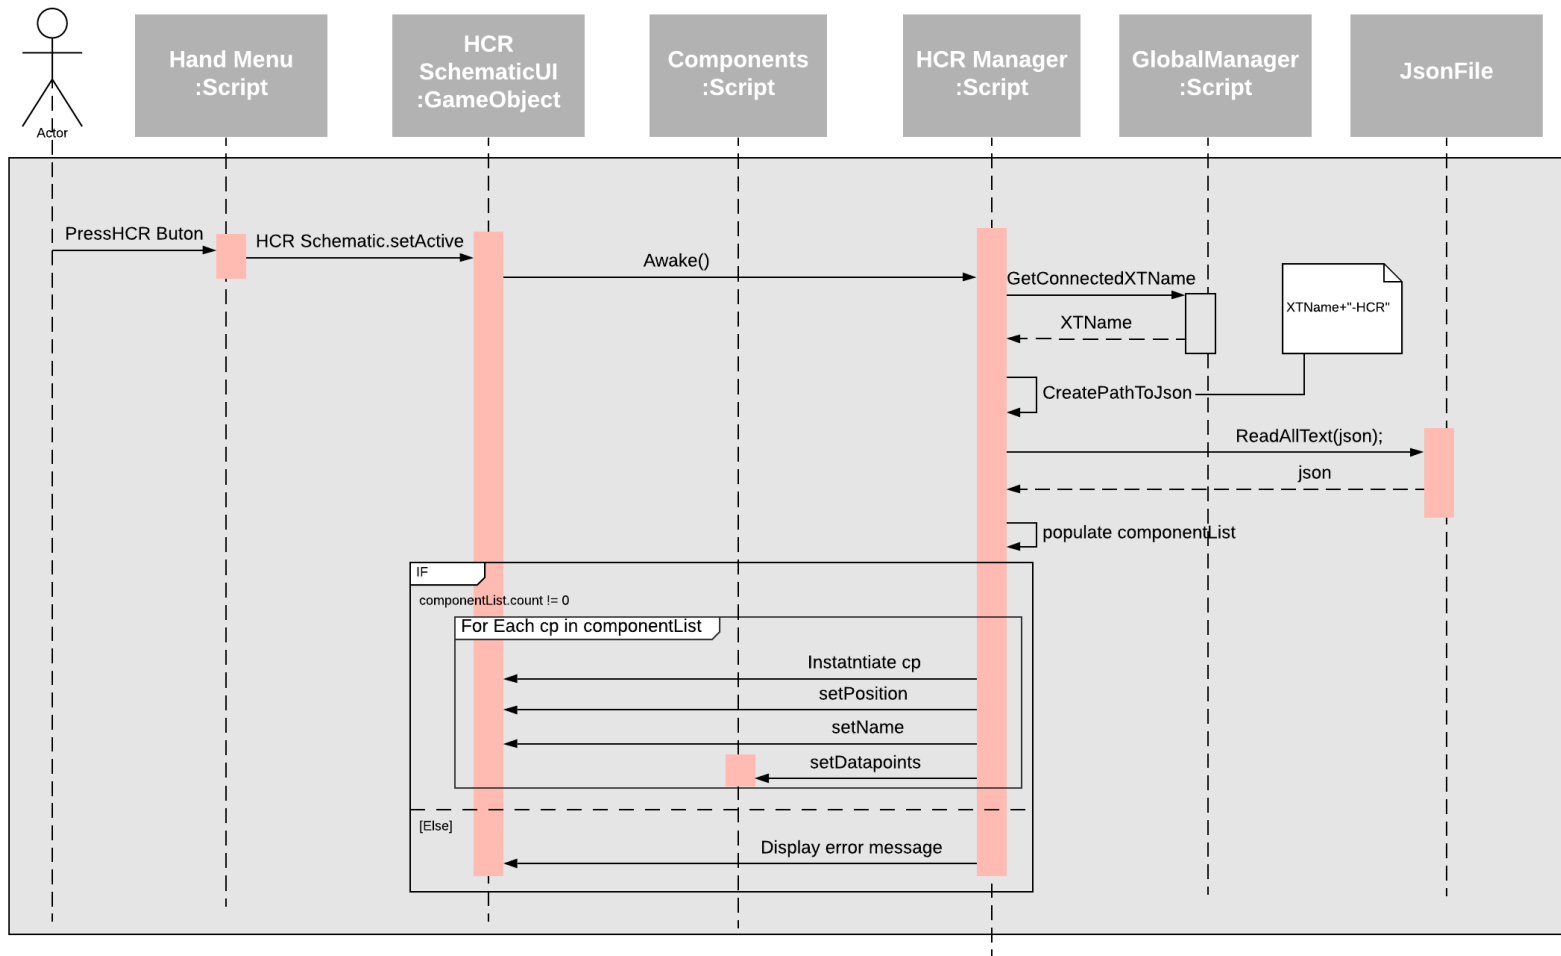 Actor
Hand Menu
:Script
HCR
SchematicUI
:GameObject
Components
:Script
HCR Manager
:Script
GlobalManager
:Script
JsonFile
PressHCR Buton
HCR Schematic.setActive
Awake()
GetConnectedXTName
XTName
XTName+"-HCR"
CreatePathToJson
ReadAllText(json);
json
populate componentList
IF
componentList.count != 0
For Each cp in componentList
Instatntiate cp
setPosition
setName
setDatapoints
[Else]
Display error message